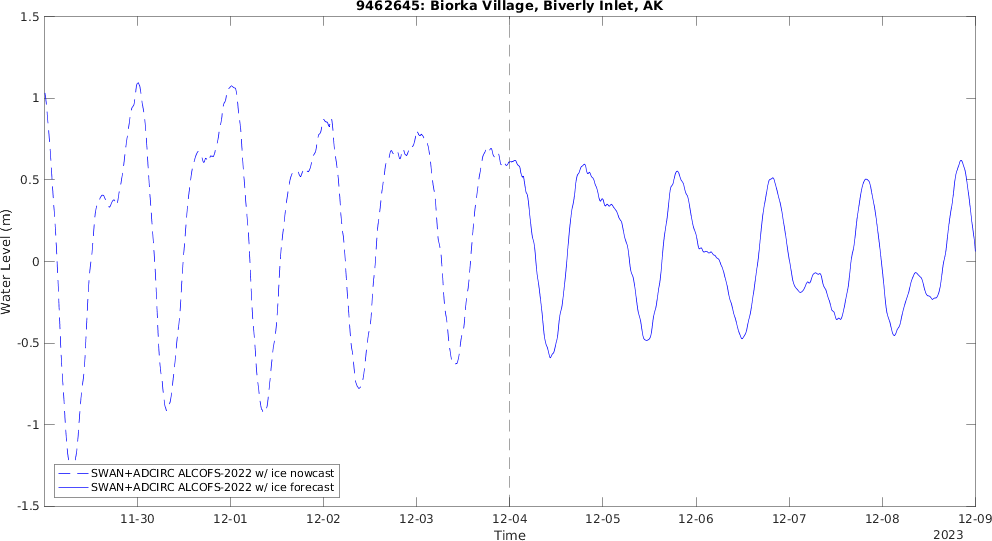 9462645: Biorka Village, Biverly Inlet, AK
Water Level (m)
1.5
1
0.5
0
-0.5
-1
-1.5
SWAN+ADCIRC ALCOFS-2022 w/ ice nowcast
SWAN+ADCIRC ALCOFS-2022 w/ ice forecast
11-30 12-01 12-02 12-03 12-04 12-05 12-06 12-07 12-08 12-09
Time
2023